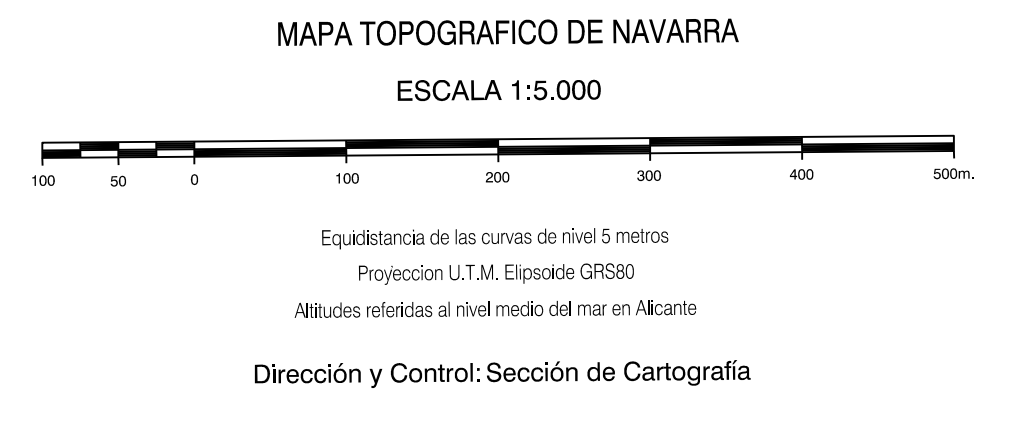 MAPA TOPOGRAFICO DE NAVARRA
ESCALA 1:5.000
100 50 0 100 200 300 400 500m.
Equidistancia de las curvas de nivel 5 metros
Proyeccion U.T.M. Elipsoide GRS80
Altitudes referidas al nivel medio del mar en Alicante
Dirección y Control: Sección de Cartografía